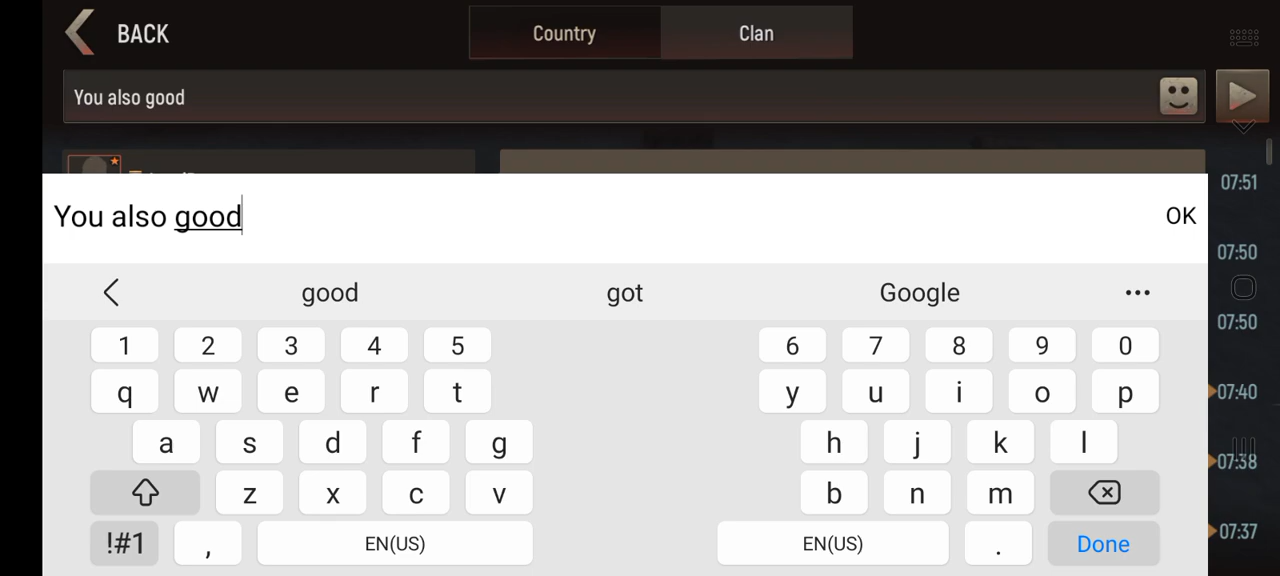 BACK
Country Clan
You also good
07:51
You also good OK
07:50
good got Google
07:50
1 2 3 4 5 6 7 8 9 0
q w e r t y u i o p
07:40
a s d f g h j k l
07:38
z x c v b n m
!#1 , EN(US) EN(US) . Done
07:37